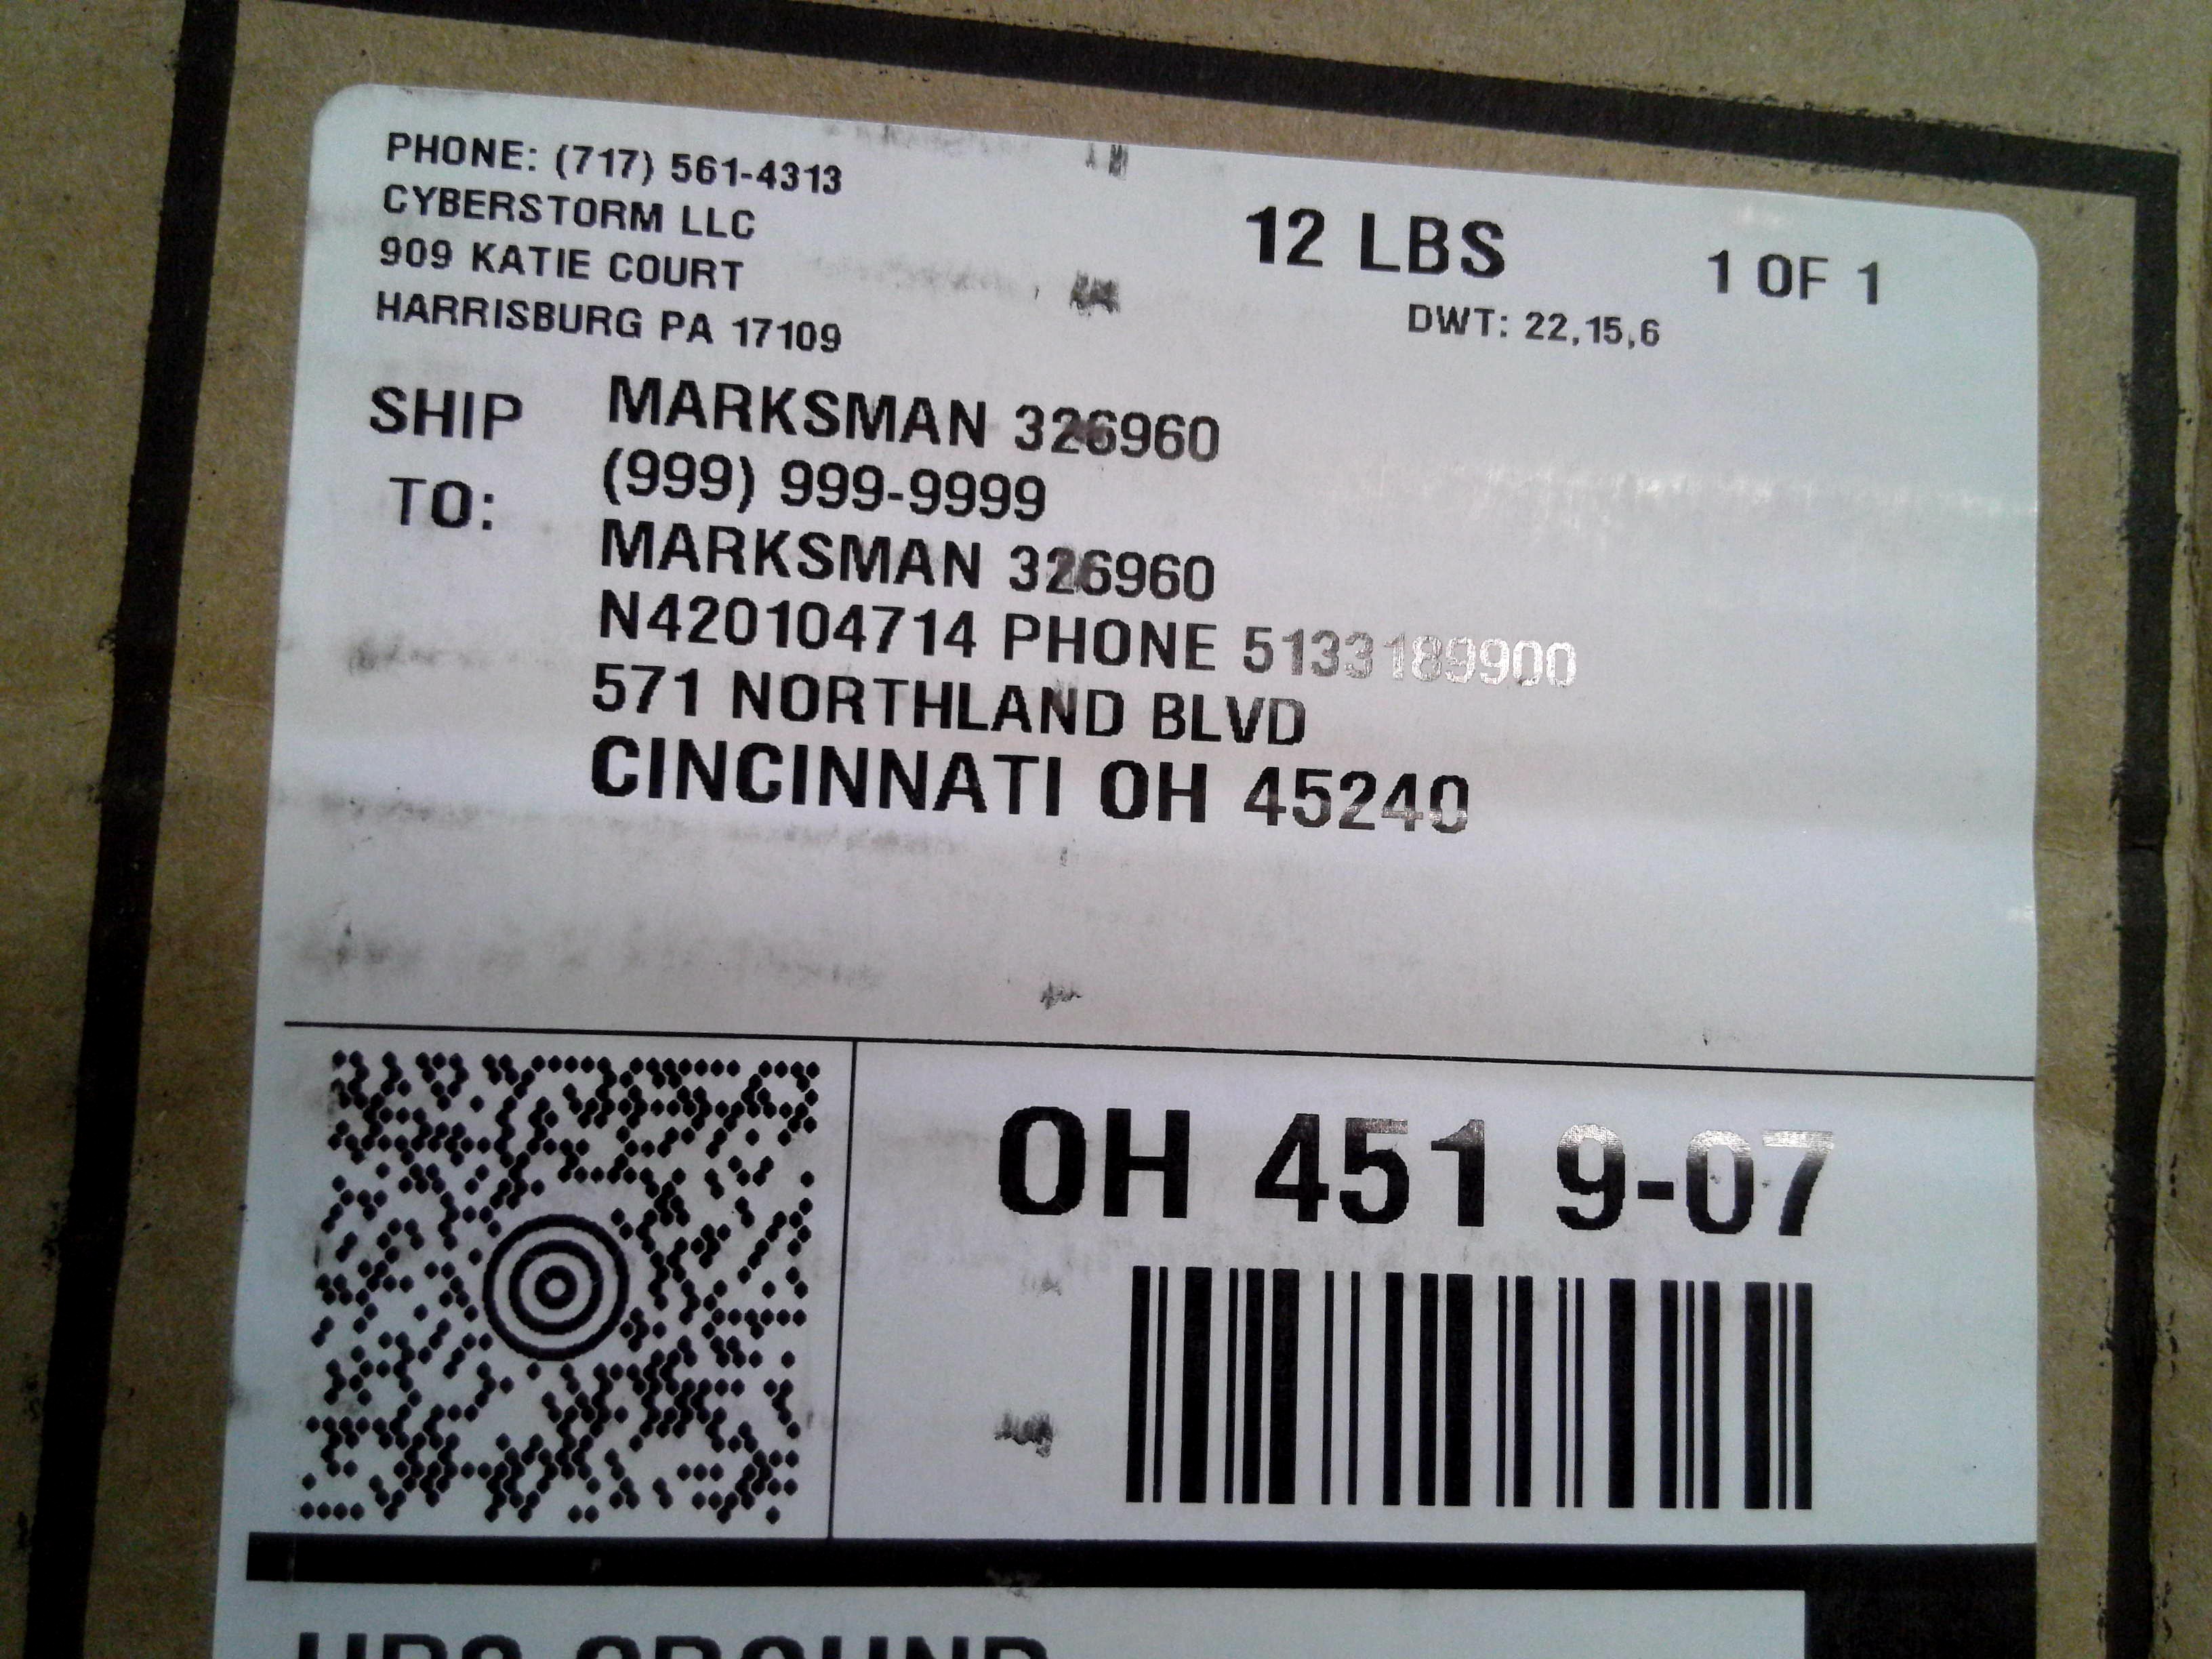 PHONE: (717) 561-4313
CYBERSTORM LLC
909 KATIE COURT
HARRISBURG PA 17109
12 LBS 1 OF 1
DWT: 22,15,6
SHIP TO:
MARKSMAN 326960
(999) 999-9999
MARKSMAN 326960
N420104714 PHONE 5133189900
571 NORTHLAND BLVD
CINCINNATI OH 45240
OH 451 9-07
UPS GROUND